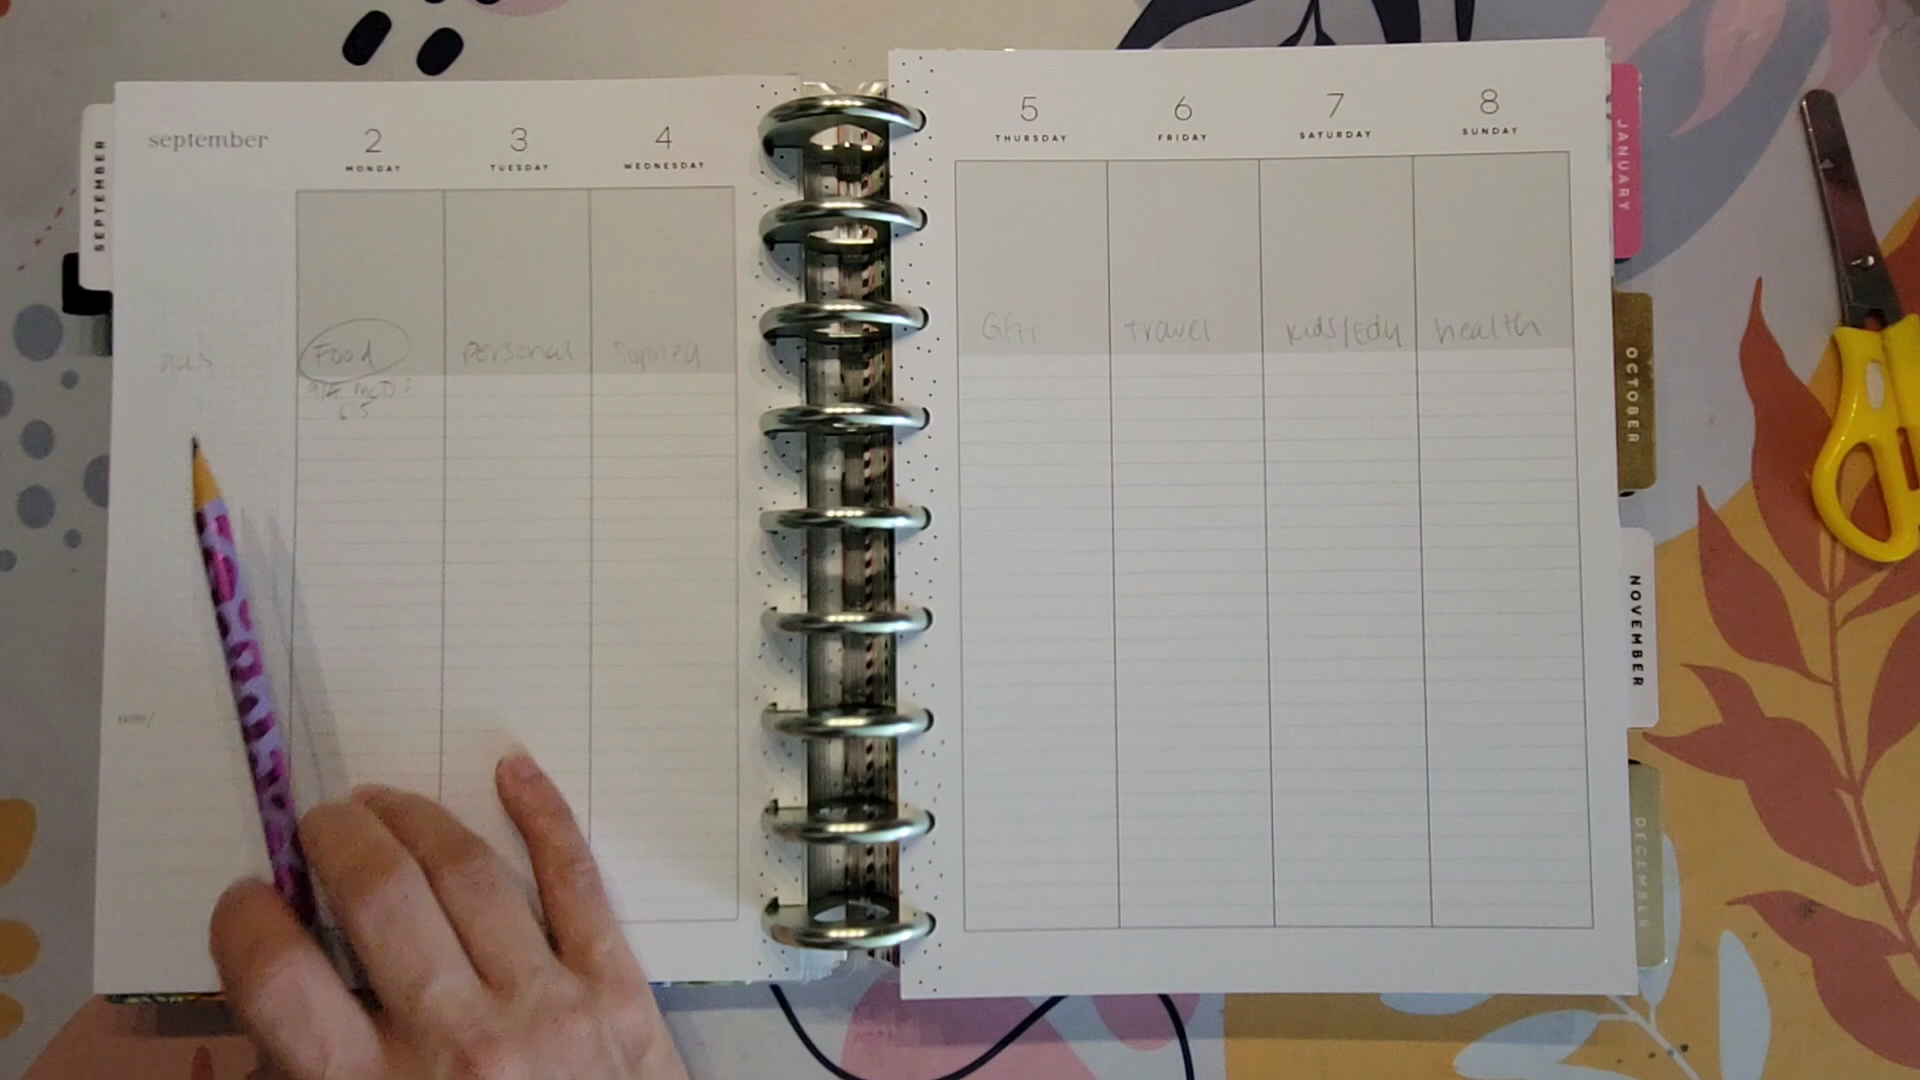 september
2
MONDAY
3
TUESDAY
4
WEDNESDAY
5
THURSDAY
6
FRIDAY
7
SATURDAY
8
SUNDAY
Food
personal
Travel
Kids/Edu
health
SEPTEMBER
JANUARY
OCTOBER
NOVEMBER
DECEMBER